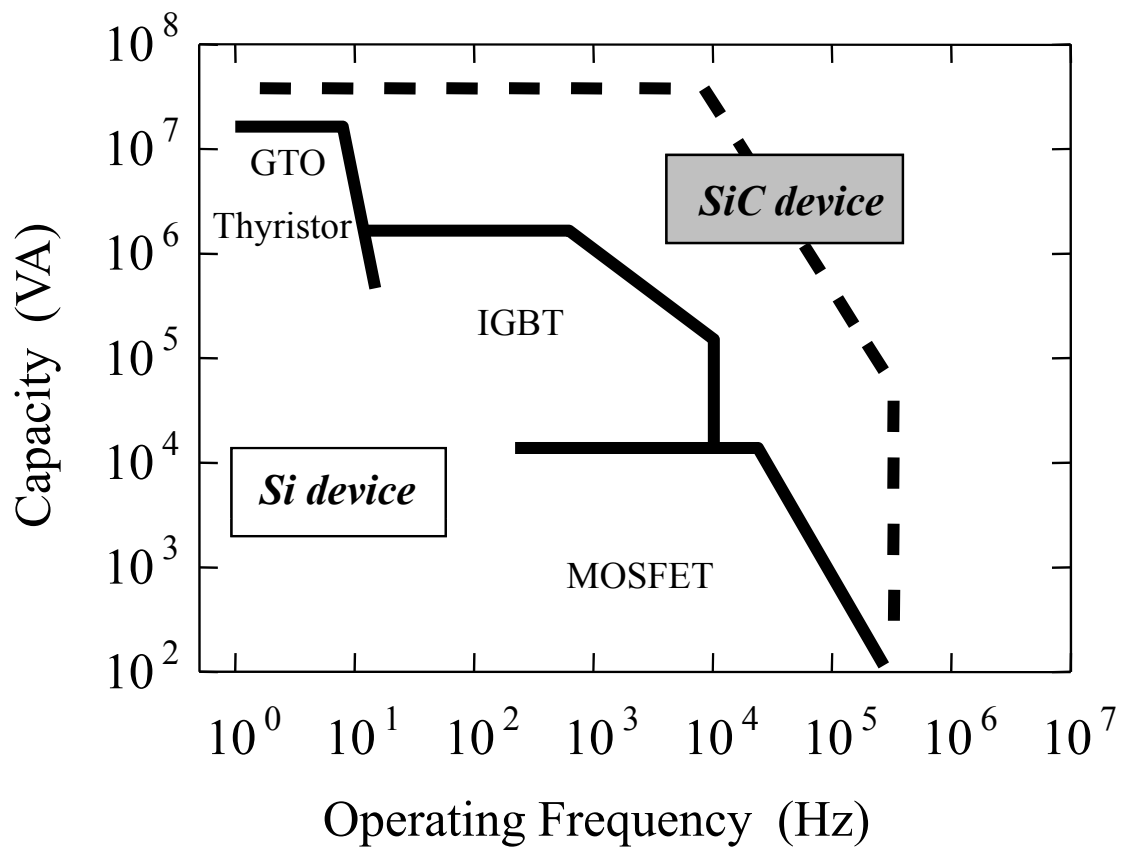 10^8
10^7
10^6
10^5
10^4
10^3
10^2
Capacity (VA)
GTO
Thyristor
SiC device
IGBT
Si device
MOSFET
10^0 10^1 10^2 10^3 10^4 10^5 10^6 10^7
Operating Frequency (Hz)